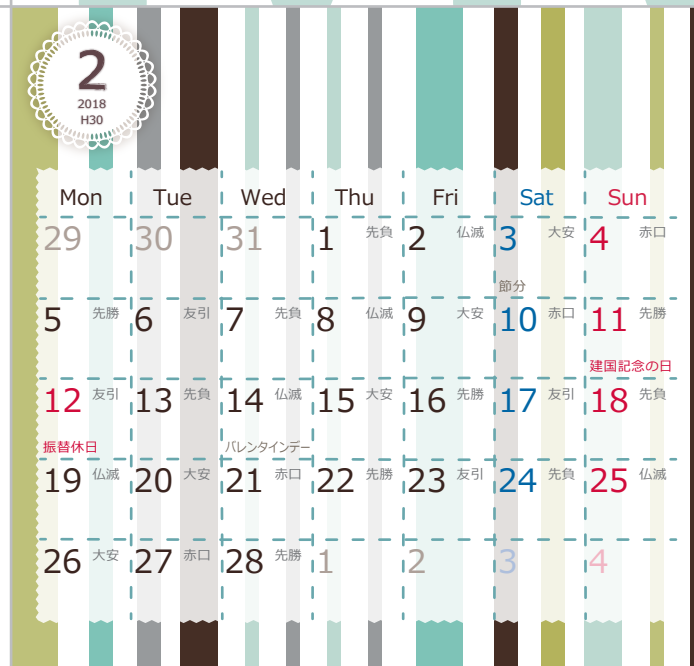 2
2018
H30
Mon Tue Wed Thu Fri Sat Sun
29 30 31 1 先負 2 仏滅 3 大安 4 赤口
節分
5 先勝 6 友引 7 先負 8 仏滅 9 大安 10 赤口 11 先勝
建国記念の日
12 友引 13 先負 14 仏滅 15 大安 16 先勝 17 友引 18 先負
振替休日 バレンタインデー
19 仏滅 20 大安 21 赤口 22 先勝 23 友引 24 先負 25 仏滅
26 大安 27 赤口 28 先勝 1 2 3 4